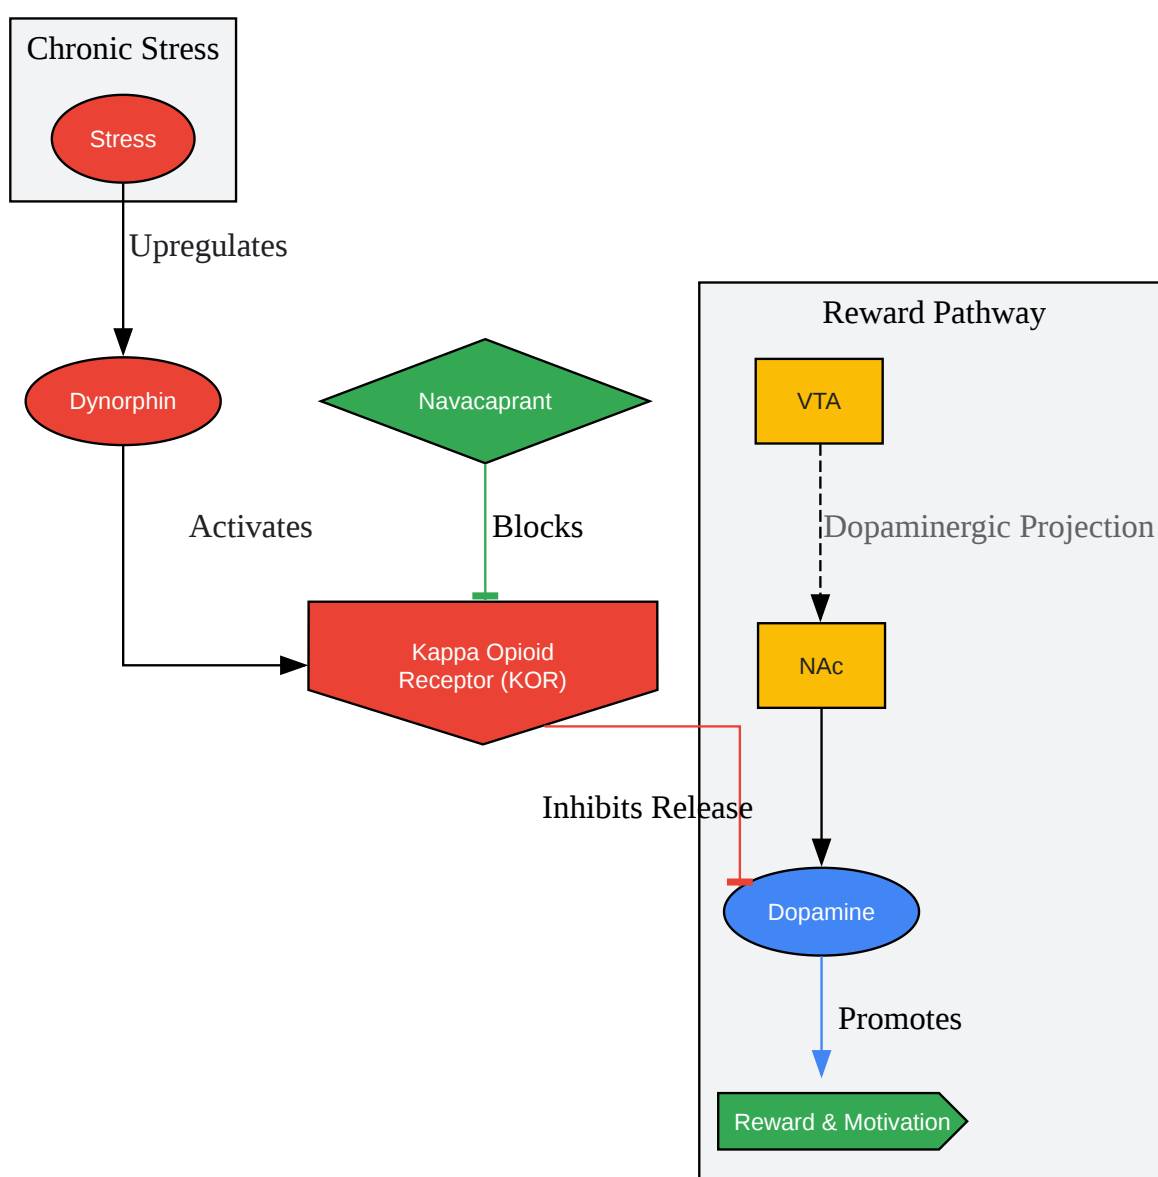 Chronic Stress
Stress
Upregulates
Dynorphin
Navacaprant
Activates
Blocks
Kappa Opioid
Receptor (KOR)
Inhibits Release
Reward Pathway
VTA
Dopaminergic Projection
NAc
Dopamine
Promotes
Reward & Motivation